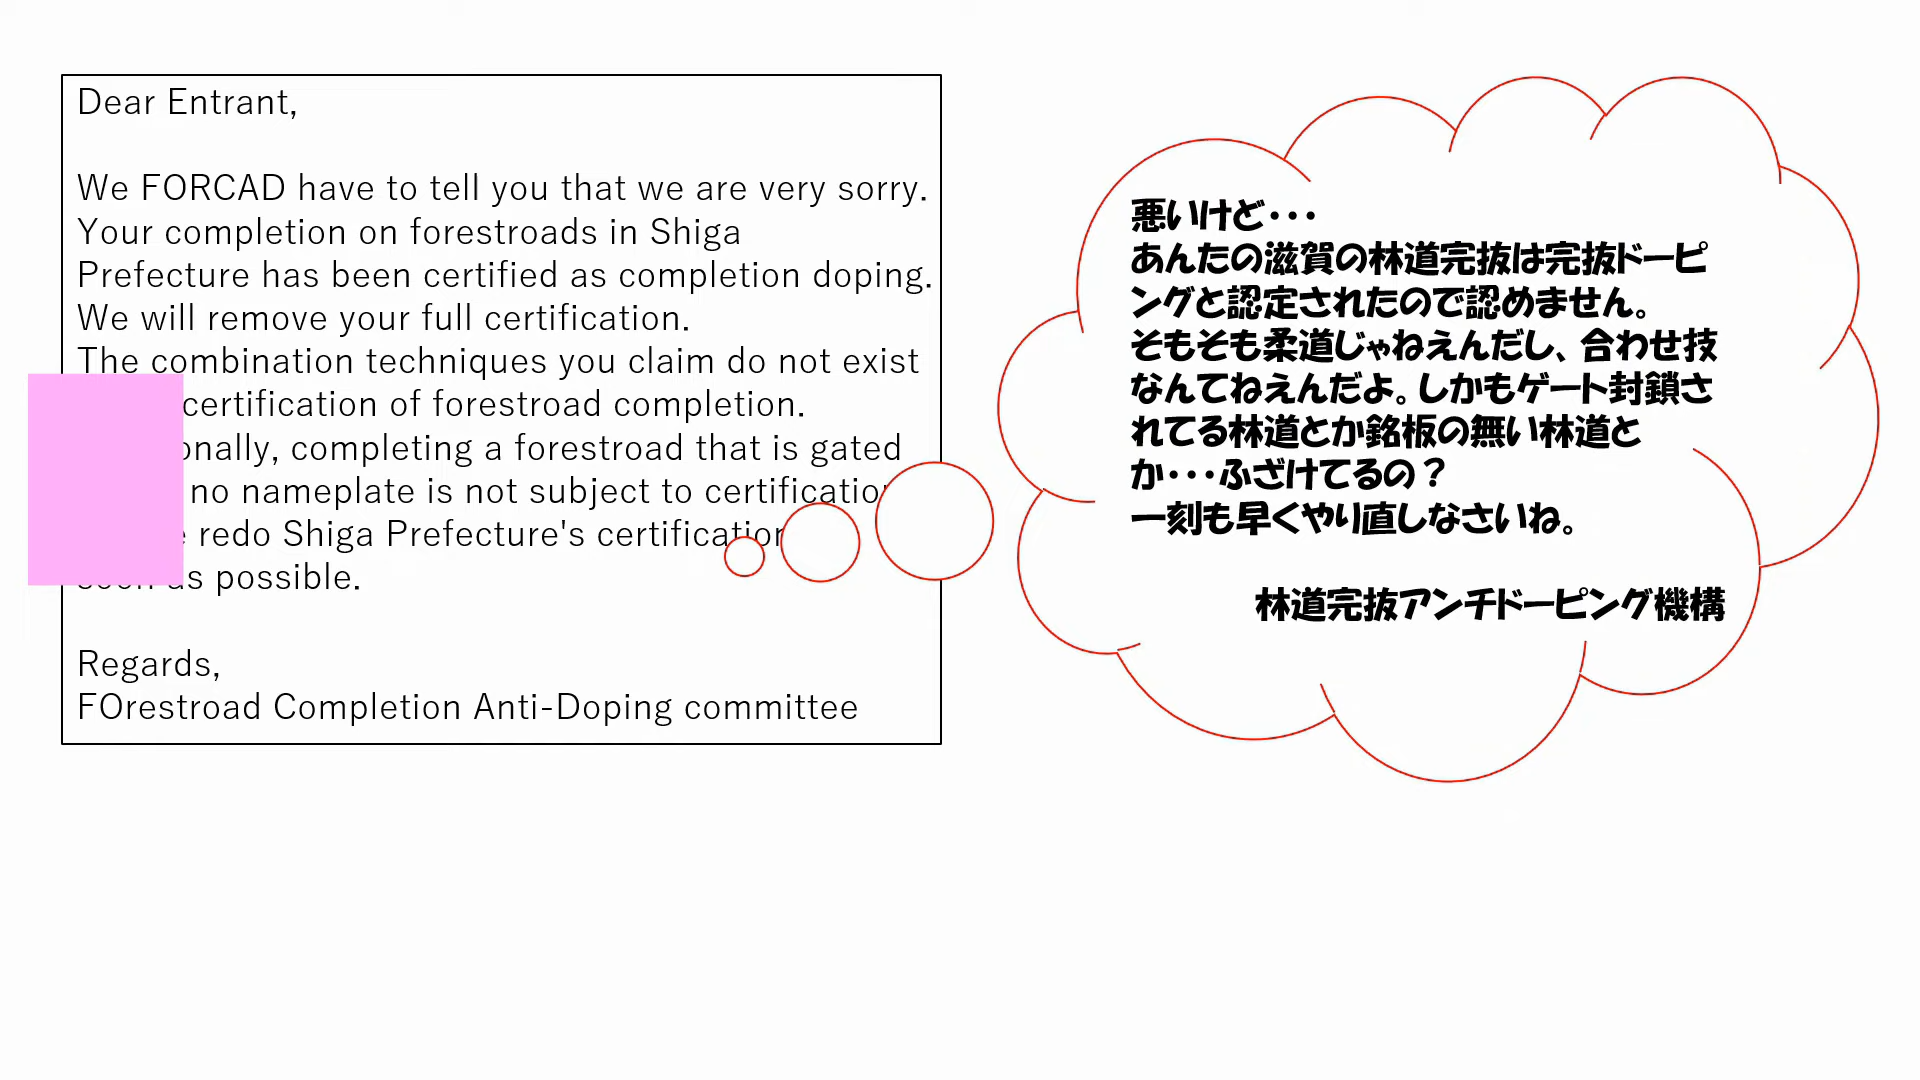 Dear Entrant,
We FORCAD have to tell you that we are very sorry.
Your completion on forestroads in Shiga
Prefecture has been certified as completion doping.
We will remove your full certification.
The combination techniques you claim do not exist
certification of forestroad completion.
completing a forestroad that is gated
no nameplate is not subject to
redo Shiga Prefecture's
as possible.
Regards,
FOrestroad Completion Anti-Doping committee
悪いけど・・・
あんたの滋賀の林道完抜は完抜ドーピ
ングと認定されたので認めません。
そもそも柔道じゃねえんだし、合わせ技
なんてねえんだよ。しかもゲート封鎖さ
れてる林道とか銘板の無い林道と
か・・・ふざけてるの？
一刻も早くやり直しなさいね。
林道完抜アンチドーピング機構